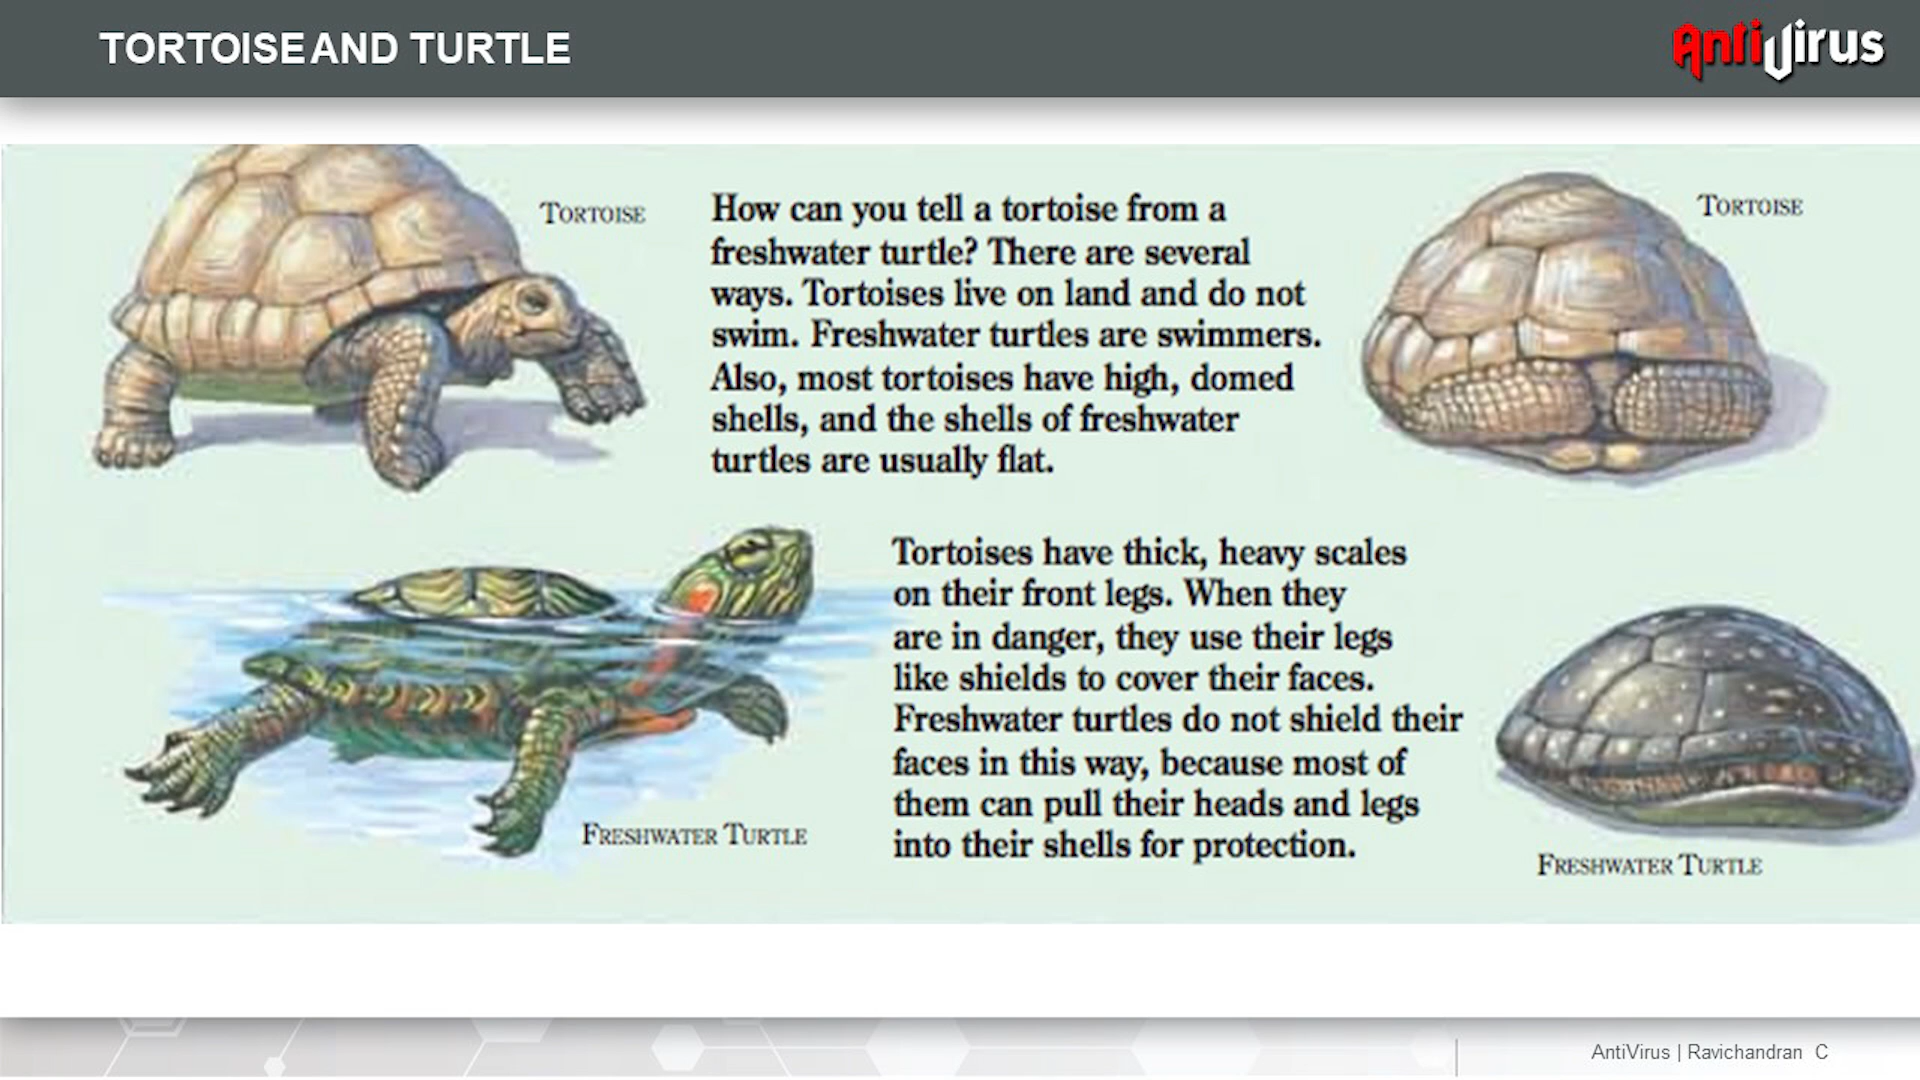 TORTOISE AND TURTLE
AntiVirus
TORTOISE
How can you tell a tortoise from a
freshwater turtle? There are several
ways. Tortoises live on land and do not
swim. Freshwater turtles are swimmers.
Also, most tortoises have high, domed
shells, and the shells of freshwater
turtles are usually flat.
TORTOISE
Tortoises have thick, heavy scales
on their front legs. When they
are in danger, they use their legs
like shields to cover their faces.
Freshwater turtles do not shield their
faces in this way, because most of
them can pull their heads and legs
into their shells for protection.
FRESHWATER TURTLE
FRESHWATER TURTLE
AntiVirus | Ravichandran C